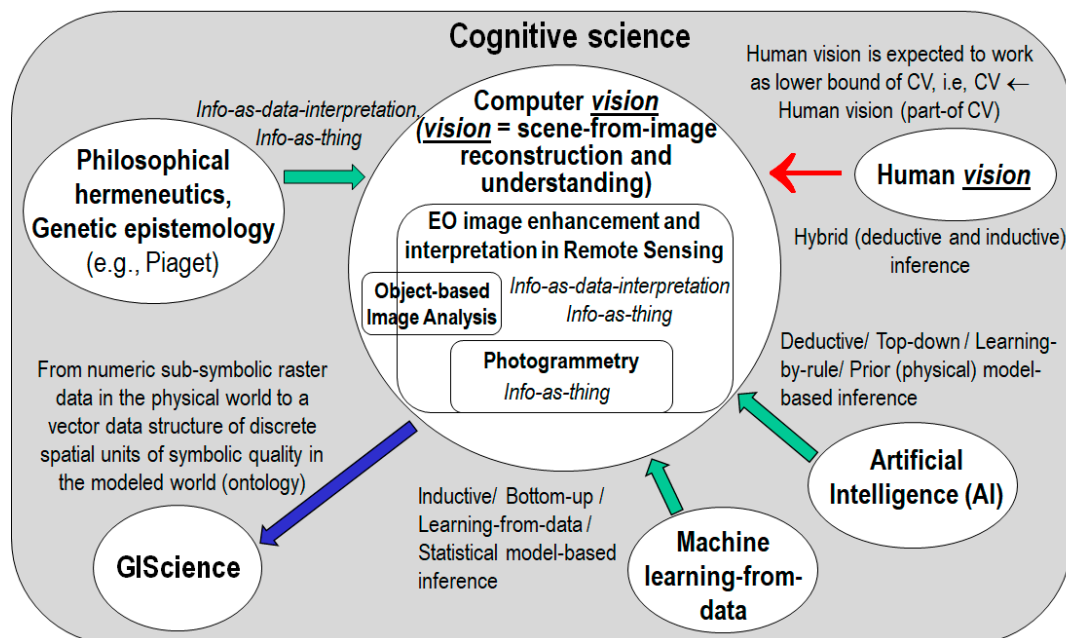 Cognitive science
Info-as-data-interpretation,
Info-as-thing
Philosophical
hermeneutics,
Genetic epistemology
(e.g., Piaget)
Computer vision
(vision = scene-from-image
reconstruction and
understanding)
EO image enhancement and
interpretation in Remote Sensing
Info-as-data-interpretation
Info-as-thing
Object-based
Image Analysis
Photogrammetry
Info-as-thing
Human vision is expected to work
as lower bound of CV, i.e, CV ←
Human vision (part-of CV)
Human vision
Hybrid (deductive and inductive)
inference
Deductive/ Top-down / Learning-
by-rule/ Prior (physical) model-
based inference
Artificial
Intelligence (AI)
From numeric sub-symbolic raster
data in the physical world to a
vector data structure of discrete
spatial units of symbolic quality in
the modeled world (ontology)
GIScience
Inductive/ Bottom-up /
Learning-from-data /
Statistical model-based
inference
Machine
learning-from-
data